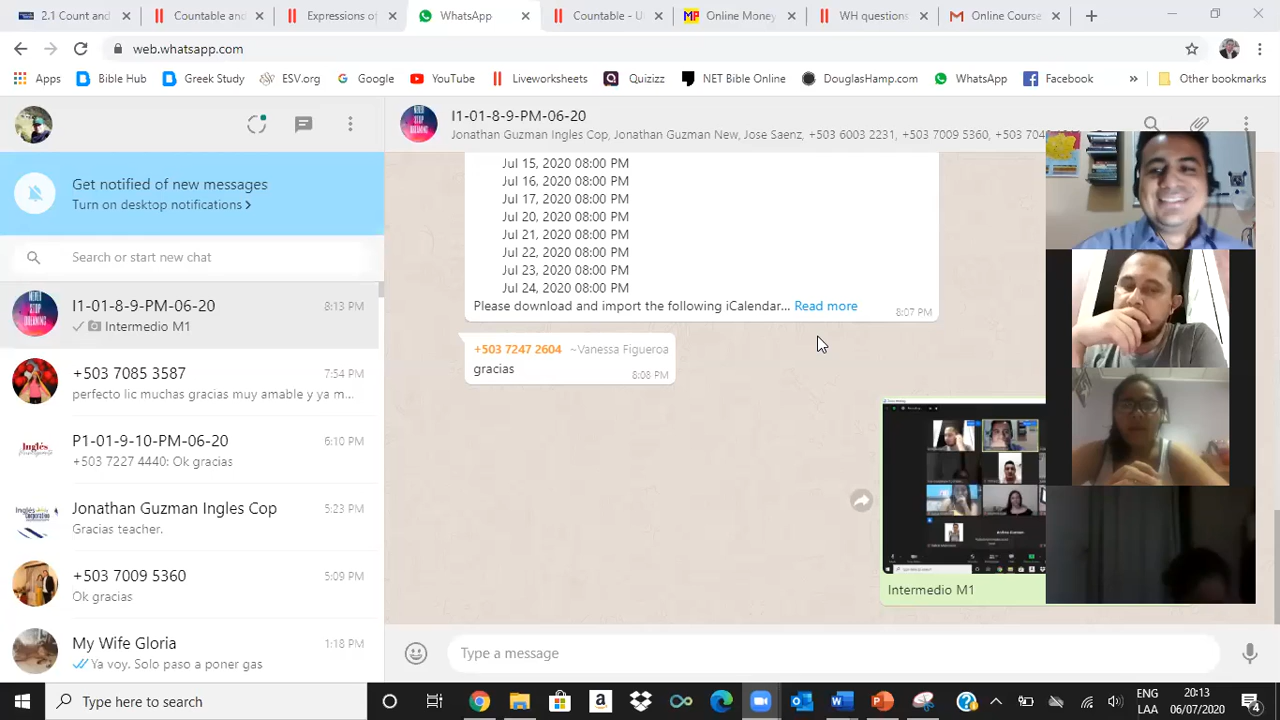 2.1 Count and
Countable and
Expressions of
WhatsApp
Countable - U
Online Money
WH questions
Online Course
web.whatsapp.com
Apps
Bible Hub
Greek Study
ESV.org
Google
YouTube
Liveworksheets
Quizizz
NET Bible Online
DouglasHamp.com
WhatsApp
Facebook
Other bookmarks
I1-01-8-9-PM-06-20
Jonathan Guzman Ingles Cop, Jonathan Guzman New, Jose Saenz, +503 6003 2231, +503 7009 5360,
Get notified of new messages
Turn on desktop notifications >
Search or start new chat
I1-01-8-9-PM-06-20 8:13 PM
Intermedio M1
+503 7085 3587 7:54 PM
perfecto lic muchas gracias muy amable y ya m...
P1-01-9-10-PM-06-20 6:10 PM
+503 7227 4440: Ok gracias
Jonathan Guzman Ingles Cop 5:23 PM
Gracias teacher.
+503 7009 5360 5:09 PM
Ok gracias
My Wife Gloria 1:18 PM
Ya voy. Solo paso a poner gas
Jul 15, 2020 08:00 PM
Jul 16, 2020 08:00 PM
Jul 17, 2020 08:00 PM
Jul 20, 2020 08:00 PM
Jul 21, 2020 08:00 PM
Jul 22, 2020 08:00 PM
Jul 23, 2020 08:00 PM
Jul 24, 2020 08:00 PM
Please download and import the following iCalendar... Read more
8:07 PM
+503 7247 2604 ~Vanessa Figueroa
gracias
8:08 PM
Intermedio M1
Type a message
Type here to search
ENG
LAA
20:13
06/07/2020